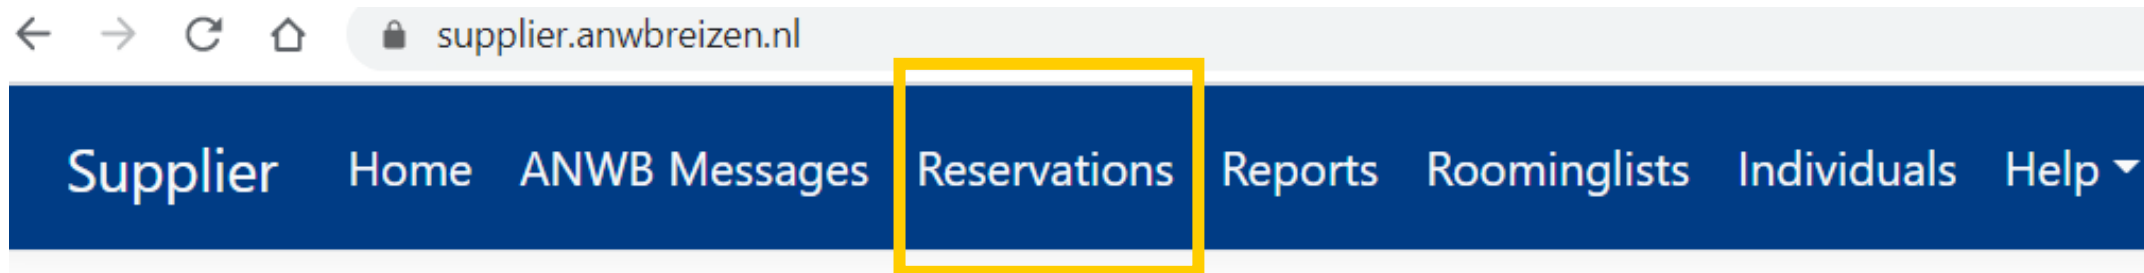 supplier.anwbreizen.nl
Supplier Home ANWB Messages Reservations Reports Roominglists Individuals Help